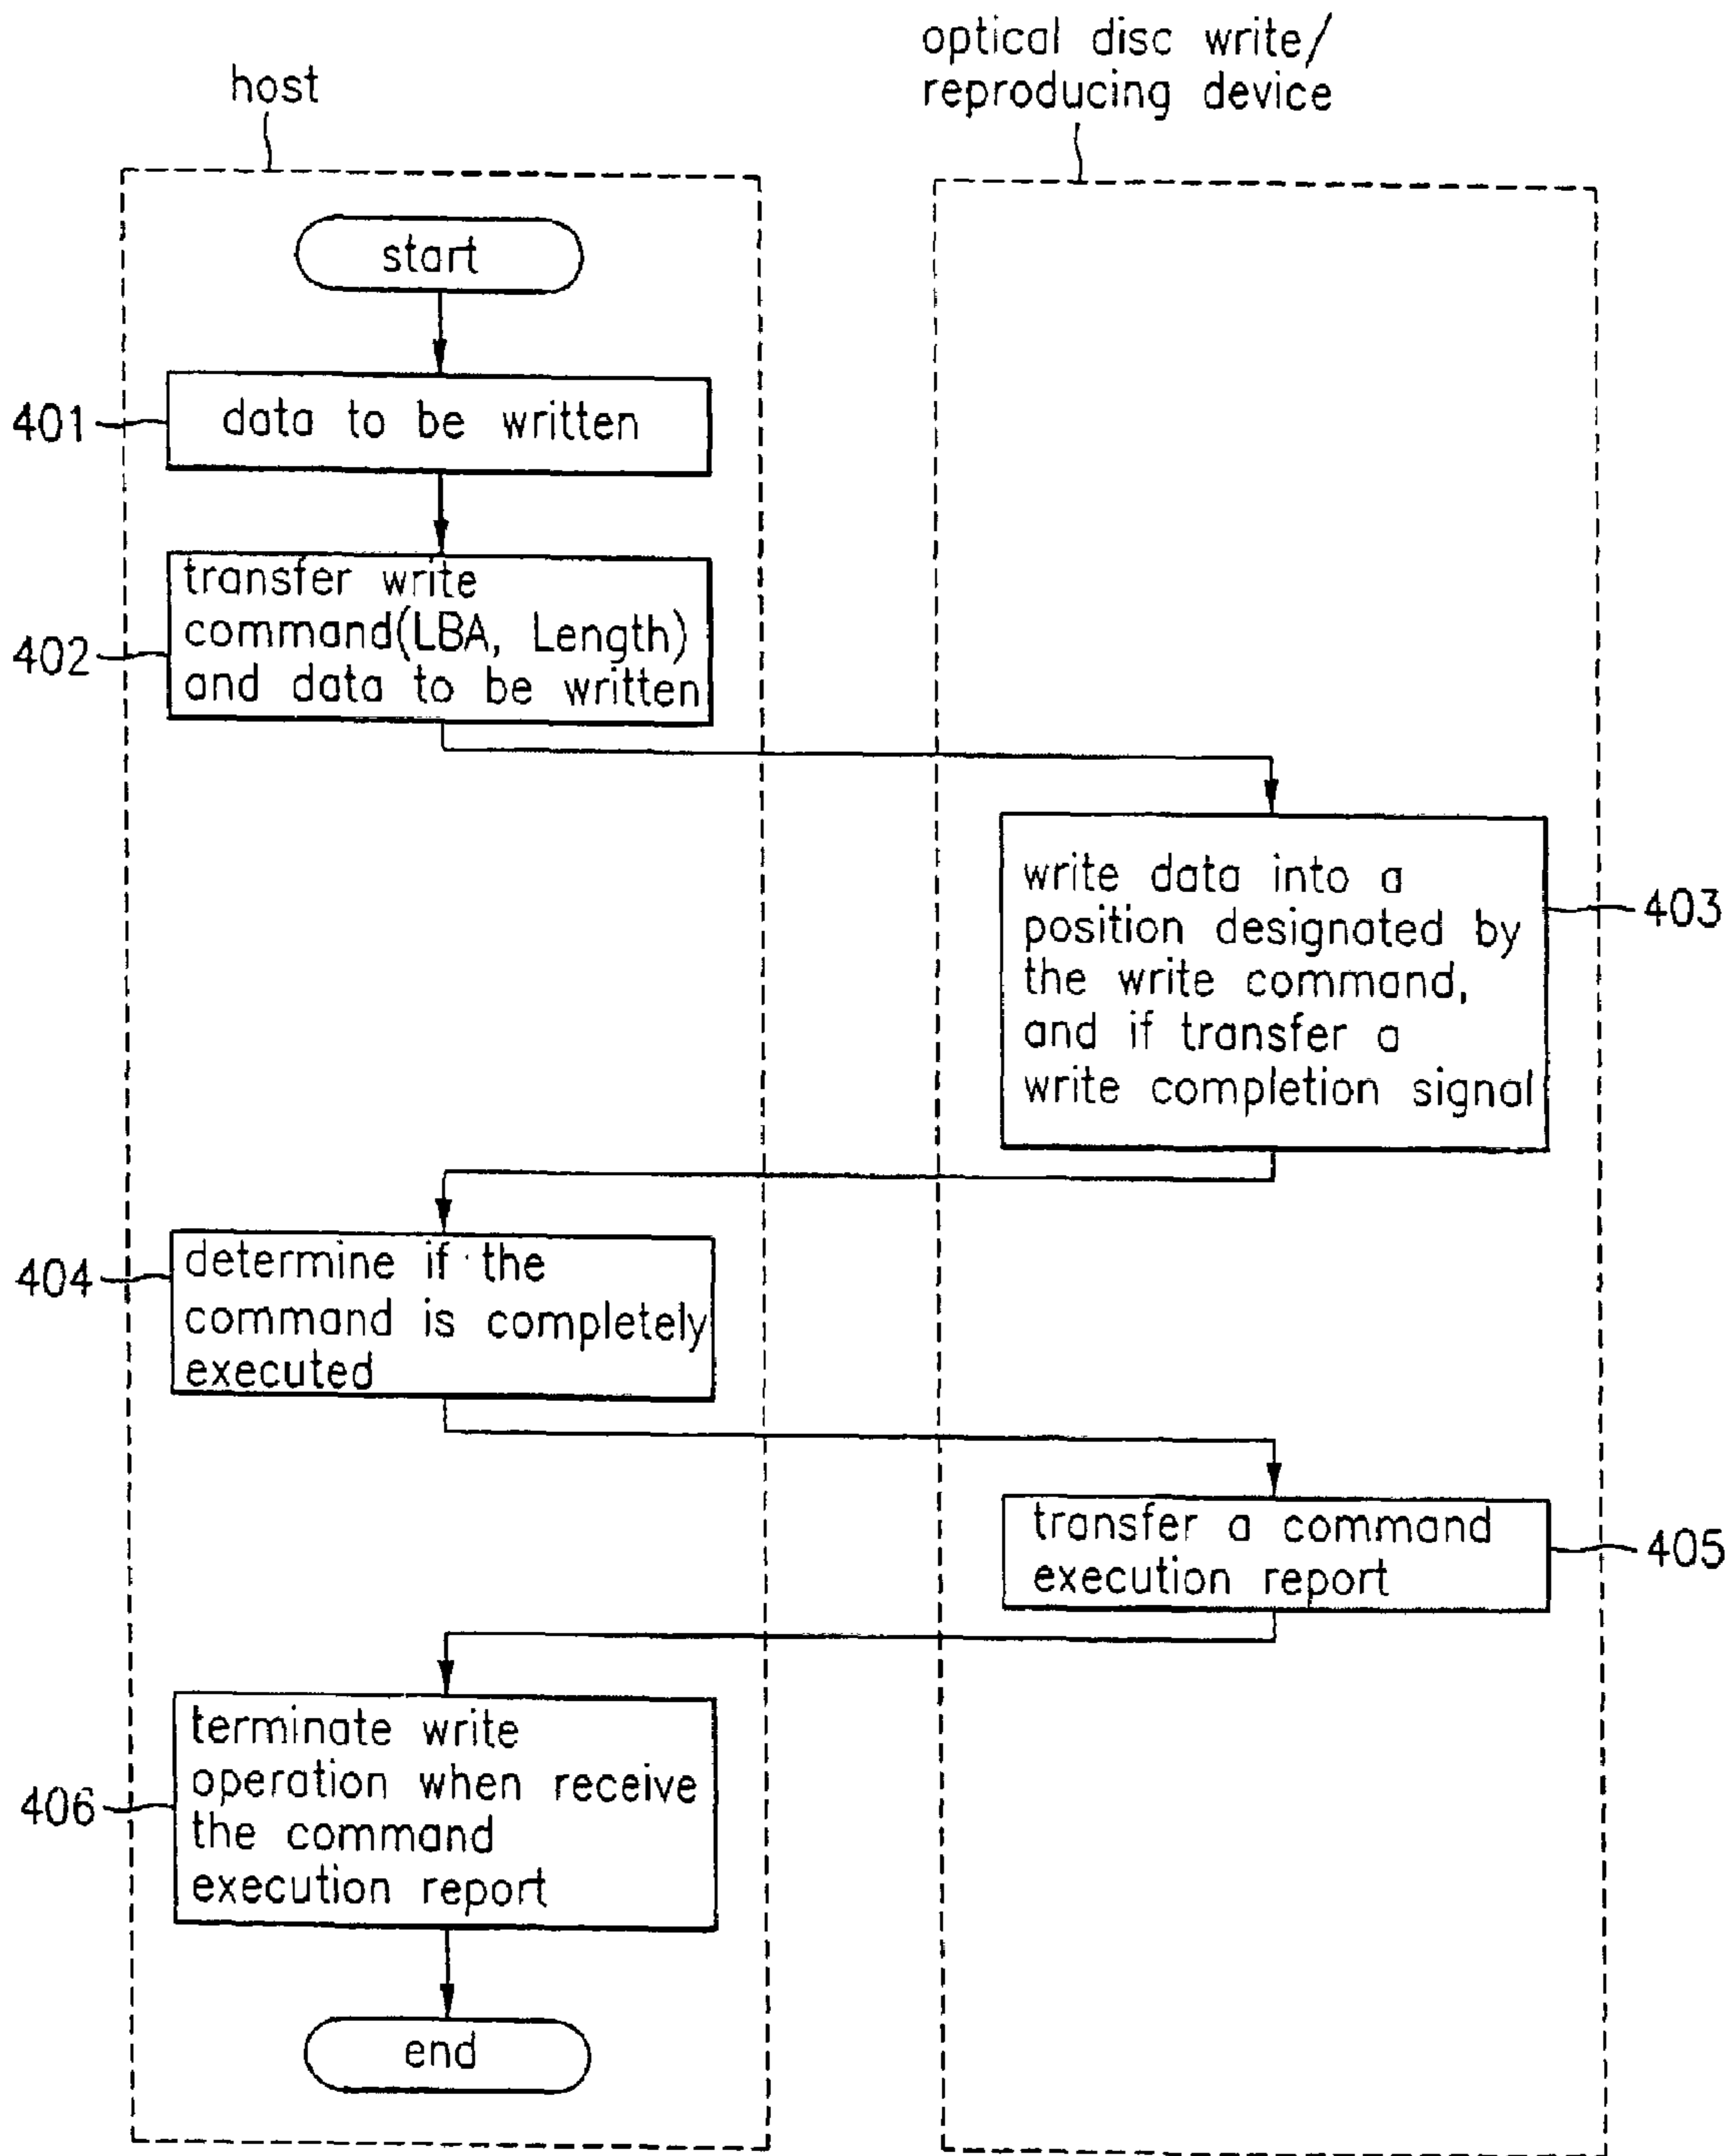 host
optical disc write/
reproducing device
start
401
data to be written
402
transfer write
command(LBA, Length)
and data to be written
write data into a
position designated by
the write command,
and if transfer a
write completion signal
403
404
determine if the
command is completely
executed
transfer a command
execution report
405
406
terminate write
operation when receive
the command
execution report
end